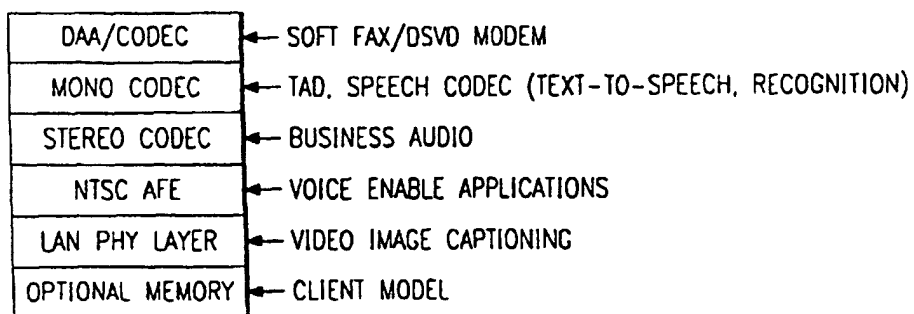 DAA/CODEC SOFT FAX/DSVD MODEM
MONO CODEC TAD, SPEECH CODEC (TEXT-TO-SPEECH, RECOGNITION)
STEREO CODEC BUSINESS AUDIO
NTSC AFE VOICE ENABLE APPLICATIONS
LAN PHY LAYER VIDEO IMAGE CAPTIONING
OPTIONAL MEMORY CLIENT MODEL